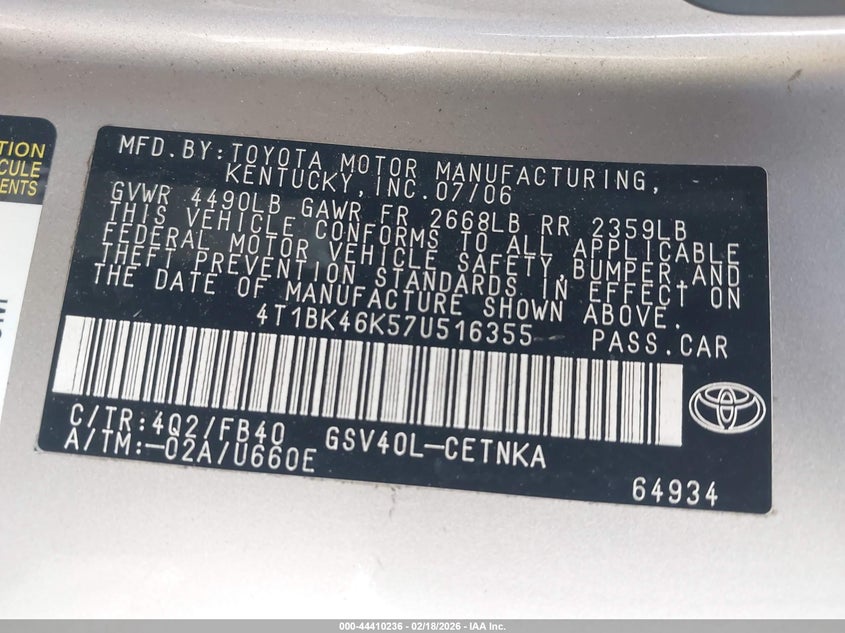 TION
ICULE
ENTS
MFD.BY:TOYOTA MOTOR MANUFACTURING,
KENTUCKY,INC.07/06
GVWR 4490LB GAWR FR 2668LB RR 2359LB
THIS VEHICLE CONFORMS TO ALL APPLICABLE
FEDERAL MOTOR VEHICLE SAFETY,BUMPER,AND
THEFT PREVENTION STANDARDS IN EFFECT ON
THE DATE OF MANUFACTURE SHOWN ABOVE.
4T1BK46K57U516355 PASS.CAR
C/TR:4Q2/FB40 GSV40L-CETNKA
A/TM:-02A/U660E
64934
000-44410236 - 02/18/2026 - IAA Inc.